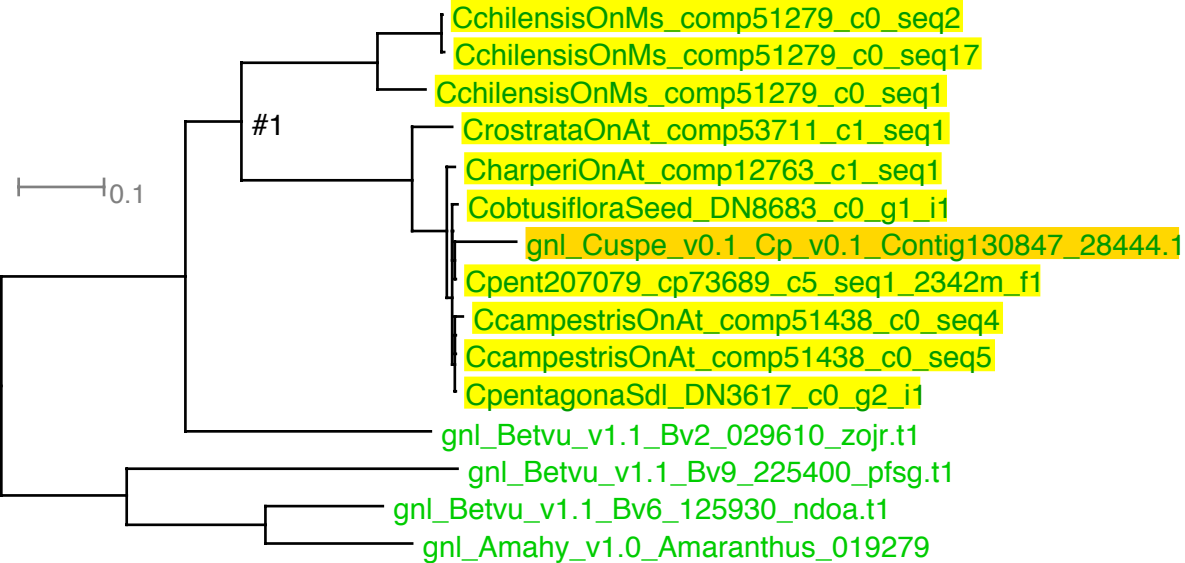 CchilensisOnMs_comp51279_c0_seq2
CchilensisOnMs_comp51279_c0_seq17
CchilensisOnMs_comp51279_c0_seq1
#1
CrostrataOnAt_comp53711_c1_seq1
CharperiOnAt_comp12763_c1_seq1
0.1
CobtusifloraSeed_DN8683_c0_g1_i1
gnl_Cuspe_v0.1_Cp_v0.1_Contig130847_28444.1
Cpent207079_cp73689_c5_seq1_2342m_f1
CcampestrisOnAt_comp51438_c0_seq4
CcampestrisOnAt_comp51438_c0_seq5
CpentagonaSdl_DN3617_c0_g2_i1
gnl_Betvu_v1.1_Bv2_029610_zojr.t1
gnl_Betvu_v1.1_Bv9_225400_pfsg.t1
gnl_Betvu_v1.1_Bv6_125930_ndoa.t1
gnl_Amahy_v1.0_Amaranthus_019279